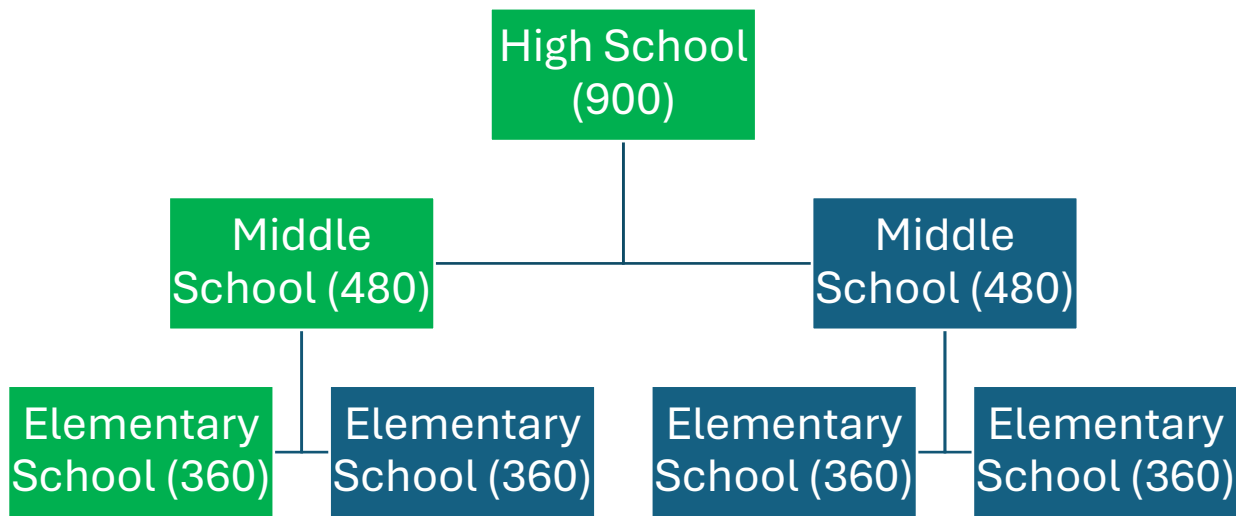 High School
(900)
Middle
School (480)
Middle
School (480)
Elementary
School (360)
Elementary
School (360)
Elementary
School (360)
Elementary
School (360)